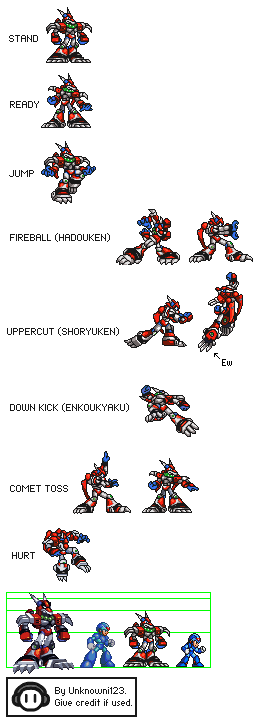 STAND
READY
JUMP
FIREBALL (HADOUKEN)
UPPERCUT (SHORYUKEN)
Ew
DOWN KICK (ENKOUKYAKU)
COMET TOSS
HURT
By Unknowni123.
Give credit if used.